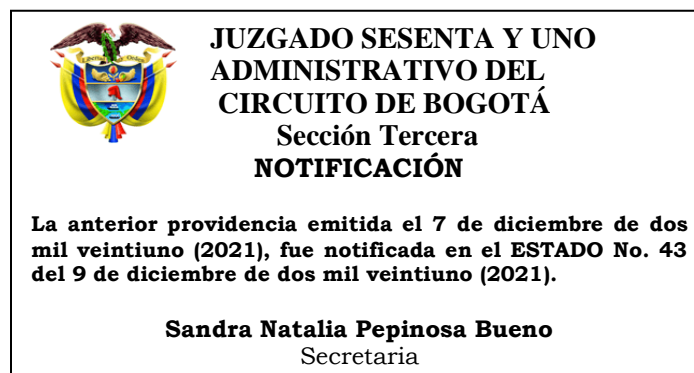 JUZGADO SESENTA Y UNO
ADMINISTRATIVO DEL
CIRCUITO DE BOGOTÁ
Sección Tercera
NOTIFICACIÓN
La anterior providencia emitida el 7 de diciembre de dos
mil veintiuno (2021), fue notificada en el ESTADO No. 43
del 9 de diciembre de dos mil veintiuno (2021).
Sandra Natalia Pepinosa Bueno
Secretaria